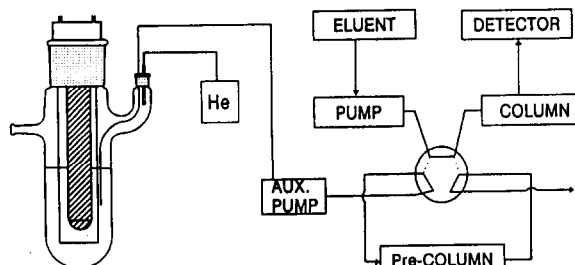 ELUENT
DETECTOR
He
PUMP
COLUMN
AUX.
PUMP
Pre-COLUMN